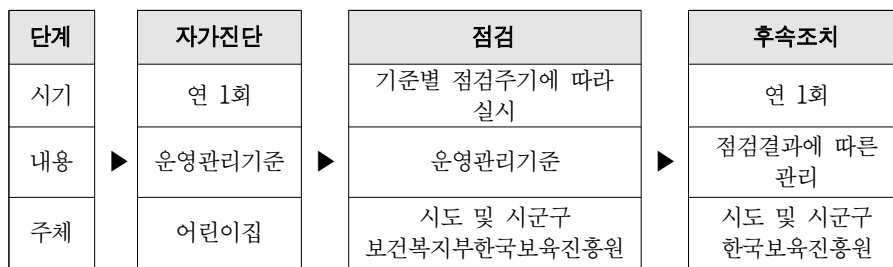 단계 자가진단 점검 후속조치
시기 연 1회 기준별 점검주기에 따라 실시 연 1회
내용 ▶ 운영관리기준 ▶ 운영관리기준 ▶ 점검결과에 따른 관리
주체 어린이집 시도 및 시군구 보건복지부한국보육진흥원 시도 및 시군구 한국보육진흥원